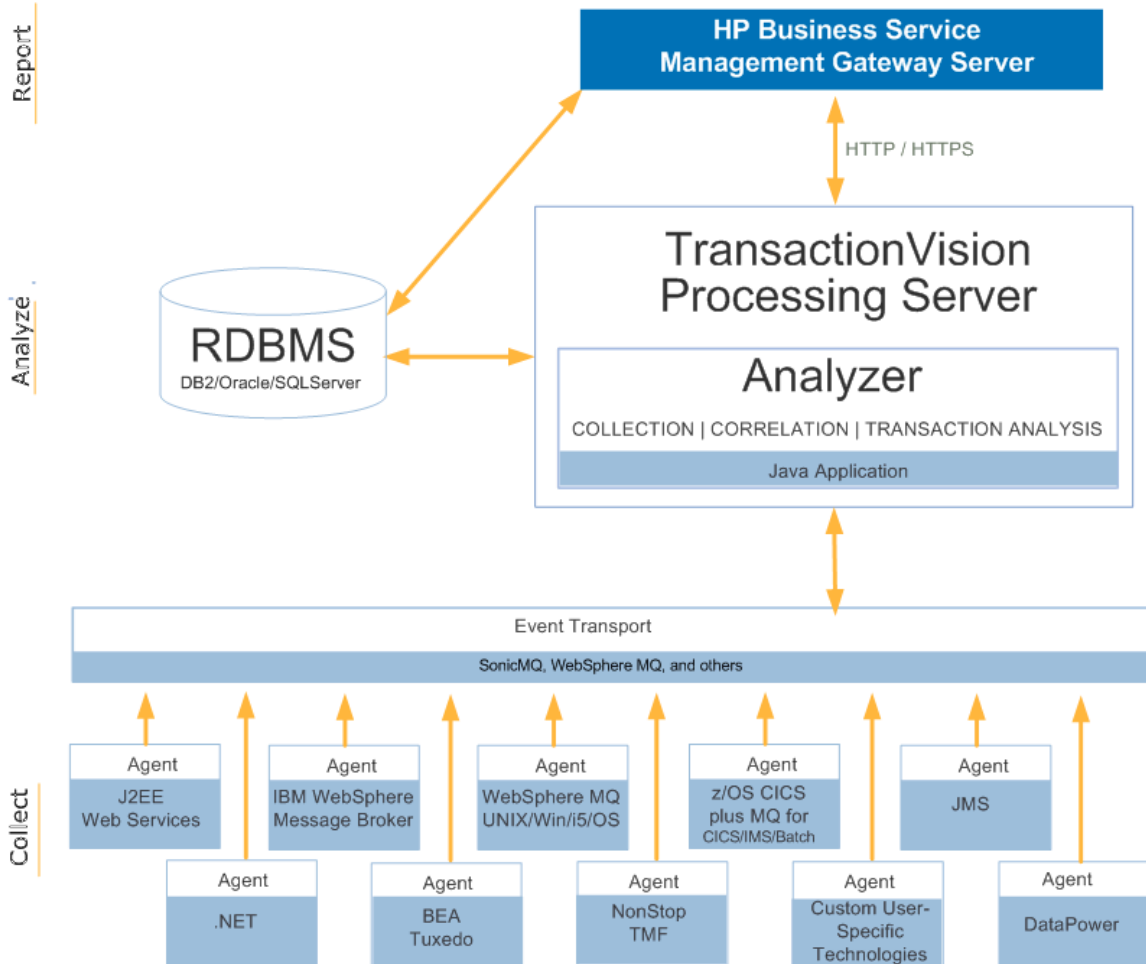 Report
HP Business Service
Management Gateway Server
HTTP / HTTPS
Analyze
TransactionVision
Processing Server
RDBMS
DB2/Oracle/SQLServer
Analyzer
COLLECTION | CORRELATION | TRANSACTION ANALYSIS
Java Application
Event Transport
SonicMQ, WebSphere MQ, and others
Collect
Agent
J2EE
Web Services
Agent
IBM WebSphere
Message Broker
Agent
WebSphere MQ
UNIX/Win/i5/OS
Agent
z/OS CICS
plus MQ for
CICS/IMS/Batch
Agent
JMS
Agent
.NET
Agent
BEA
Tuxedo
Agent
NonStop
TMF
Agent
Custom User-
Specific
Technologies
Agent
DataPower